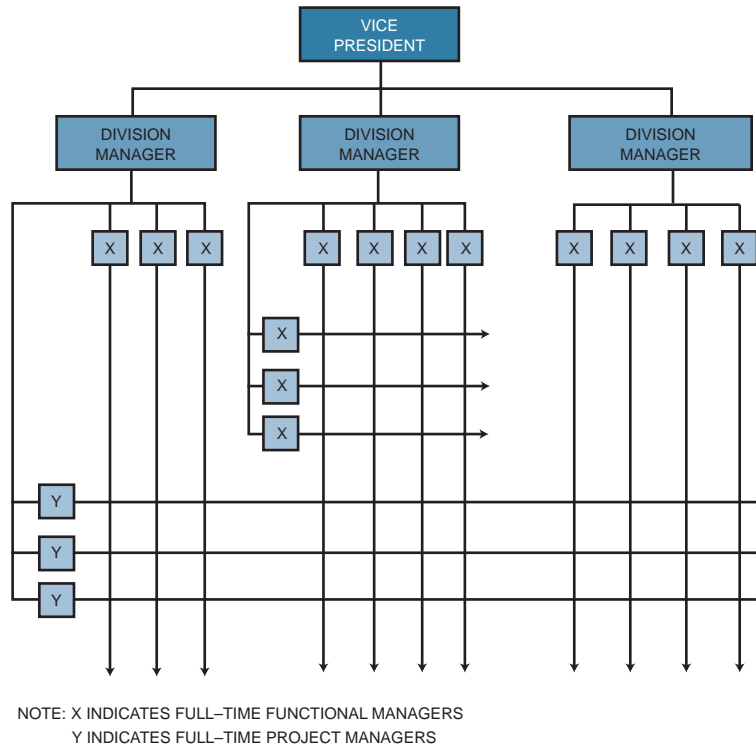 VICE
PRESIDENT
DIVISION
MANAGER
DIVISION
MANAGER
DIVISION
MANAGER
X X X X X X X X X X X
X
X
X
Y
Y
Y
NOTE: X INDICATES FULL–TIME FUNCTIONAL MANAGERS
Y INDICATES FULL–TIME PROJECT MANAGERS